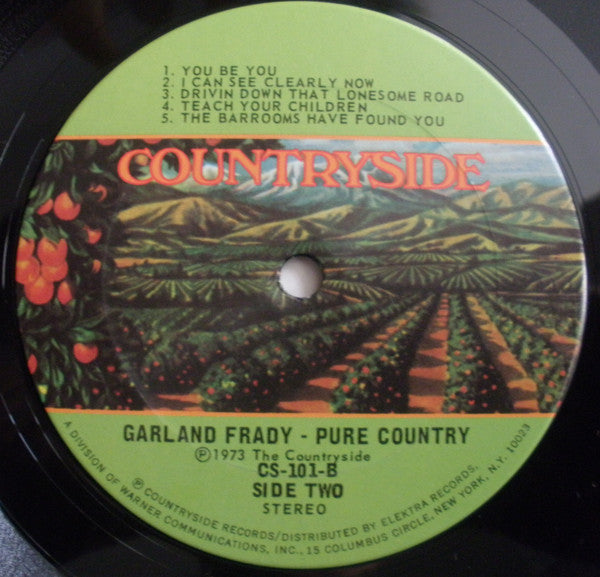 1. YOU BE YOU
2. I CAN SEE CLEARLY NOW
3. DRIVIN DOWN THAT LONESOME ROAD
4. TEACH YOUR CHILDREN
5. THE BARROOMS HAVE FOUND YOU
COUNTRYSIDE
GARLAND FRADY - PURE COUNTRY
Ⓟ1973 The Countryside
CS-101-B
SIDE TWO
STEREO
Ⓟ COUNTRYSIDE RECORDS/DISTRIBUTED BY ELEKTRA RECORDS,
A DIVISION OF WARNER COMMUNICATIONS, INC., 15 COLUMBUS CIRCLE, NEW YORK, N.Y. 10023